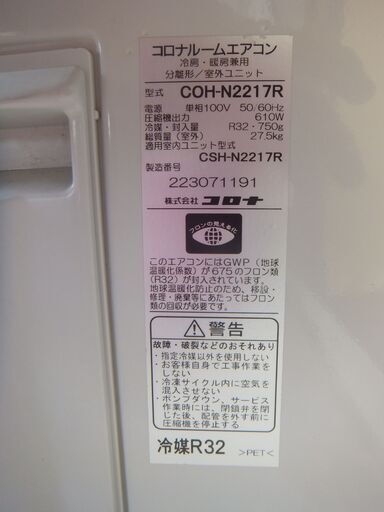 コロナルームエアコン
冷房・暖房兼用
分離形／室外ユニット
型式 COH-N2217R
電源 単相100V 50/60Hz
圧縮機出力 610W
冷媒・封入量 R32・750g
総質量（室外） 27.5kg
適用室内ユニット型式
CSH-N2217R
製造番号
223071191
株式会社 コロナ
フロンの見える化
このエアコンにはGWP（地球
温暖化係数）が675のフロン類
（R32）が封入されています。地球
温暖化防止のため、移設・
修理・廃棄等にあたってはフロン
類の回収が必要です。
警告
故障・破裂などのおそれあり
・指定冷媒以外を使用しない
・お客様自身で工事作業を
しない
・冷凍サイクル内に空気を
混入させない
・ポンプダウン、サービス
作業時には、閉鎖弁を閉
じた後、配管を外す前に
圧縮機を停止する
冷媒R32 >PET<